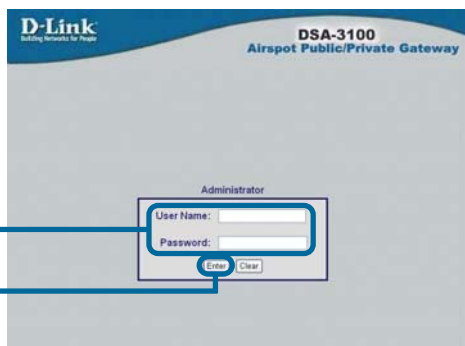 D-Link
Building Networks for People
DSA-3100
Airspot Public/Private Gateway
Administrator
User Name:
Password:
Enter Clear